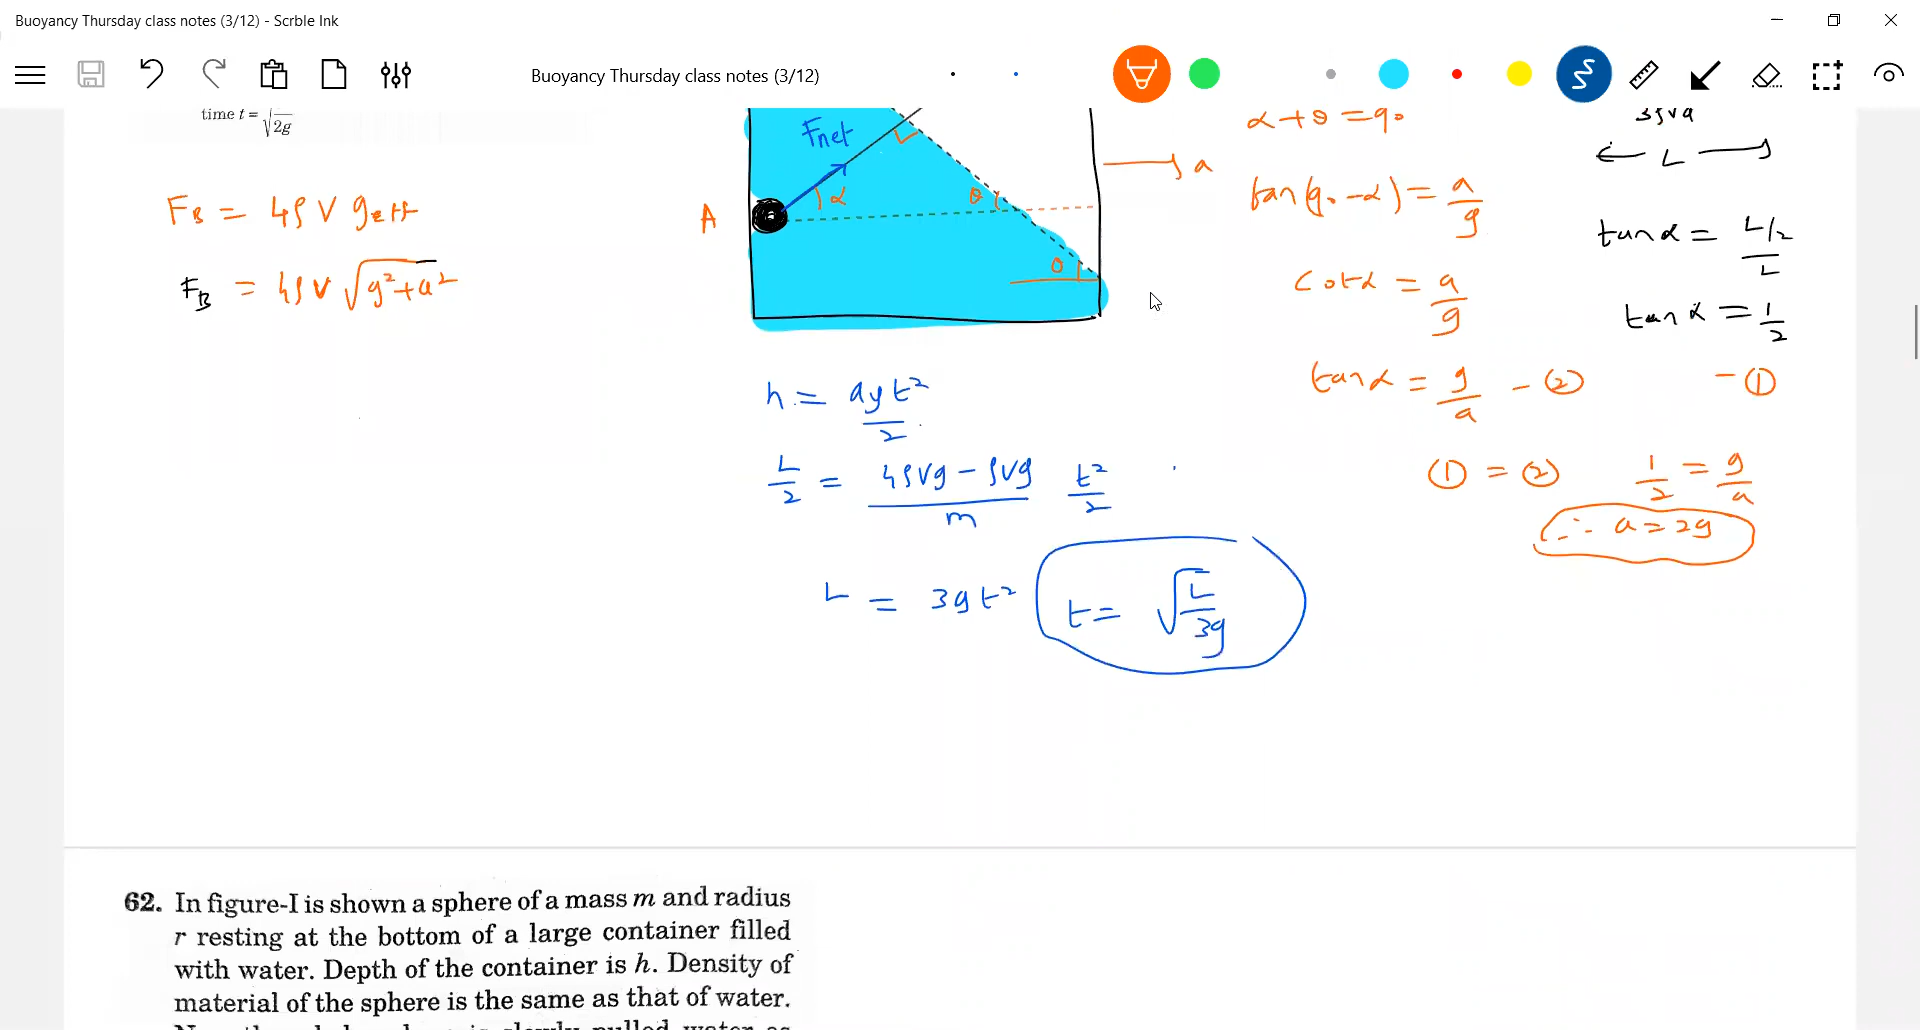 Buoyancy Thursday class notes (3/12) - Scrble Ink
Buoyancy Thursday class notes (3/12)
time t = √ 2g
F_B = 4ρV g_eff
F_B = 4ρV √(g²+a²)
F_net
α
θ
θ
A
a
h = a_y t² / 2
L/2 = (4ρVg - ρVg)/m t²/2
L = 3gt²
t = √(L/3g)
α + θ = 90
tan(90 - α) = a/g
cot α = a/g
tan α = g/a - ②
① = ② 1/2 = g/a
∴ a = 2g
3ρVg
← L →
tan α = (L/2)/L
tan α = 1/2
- ①
62. In figure-I is shown a sphere of a mass m and radius
r resting at the bottom of a large container filled
with water. Depth of the container is h. Density of
material of the sphere is the same as that of water.